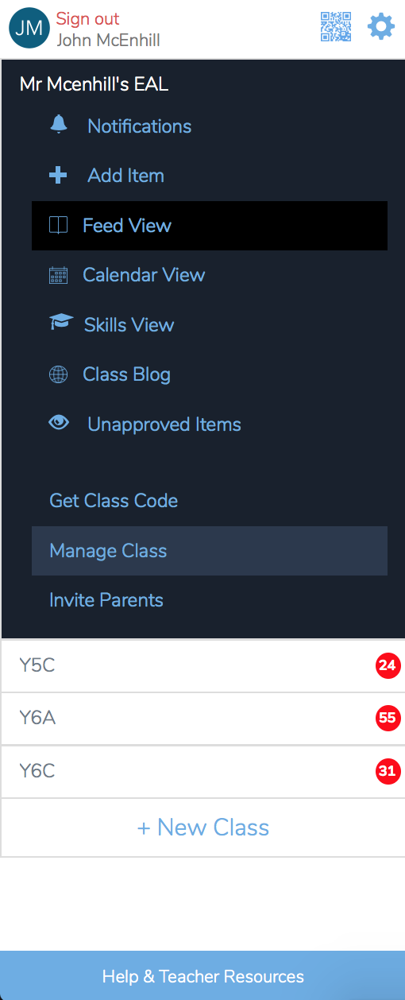 JM
Sign out
John McEnhill
Mr Mcenhill's EAL
Notifications
Add Item
Feed View
Calendar View
Skills View
Class Blog
Unapproved Items
Get Class Code
Manage Class
Invite Parents
Y5C 24
Y6A 55
Y6C 31
+ New Class
Help & Teacher Resources